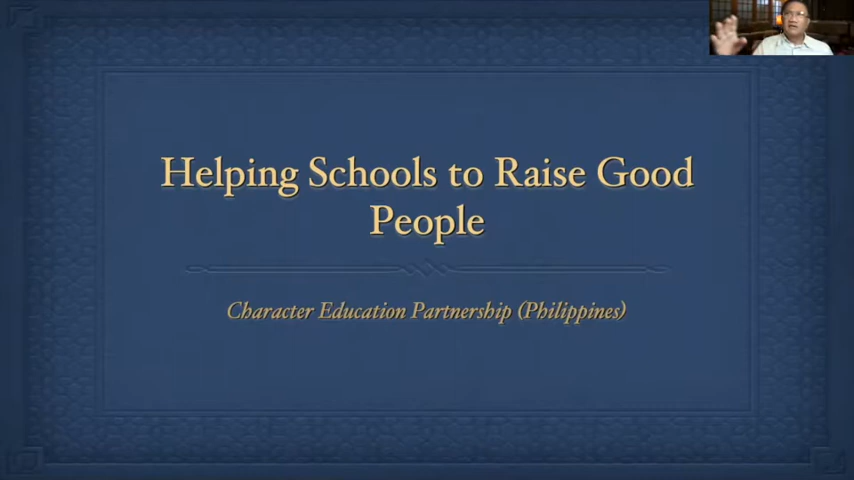 Helping Schools to Raise Good
People
Character Education Partnership (Philippines)